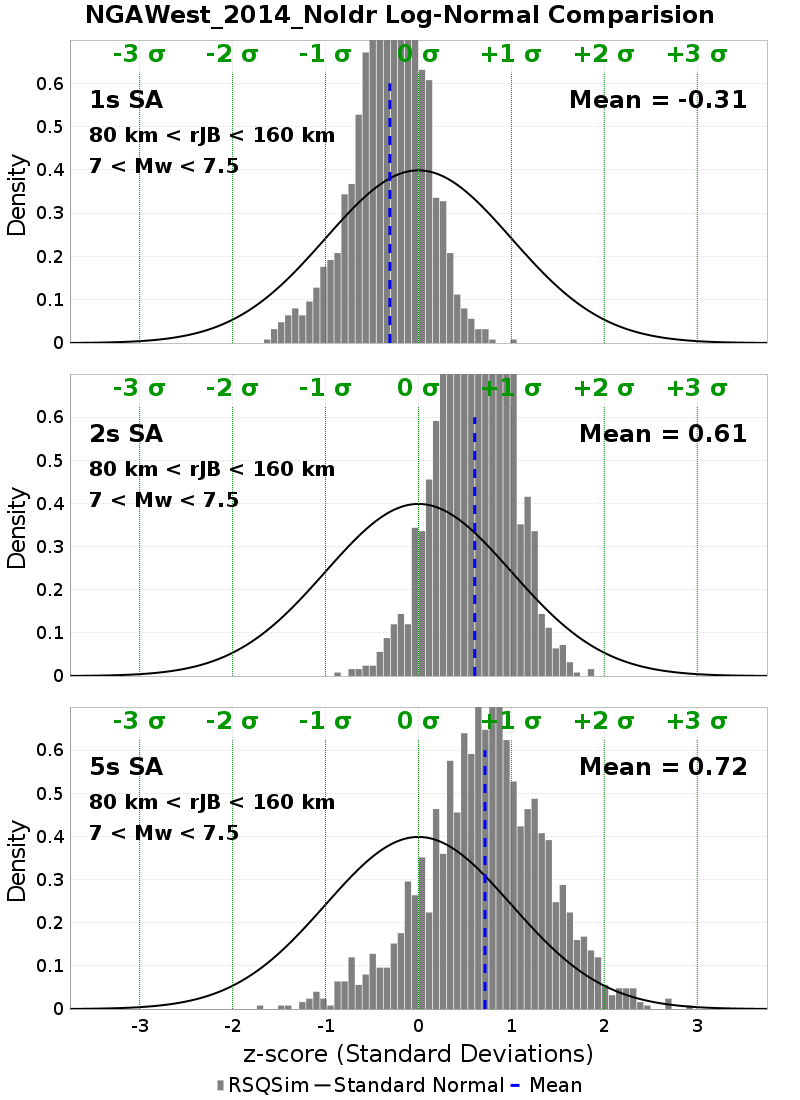 NGAWest_2014_NoIdr Log-Normal Comparision
-3 σ -2 σ -1 σ 0 σ +1 σ +2 σ +3 σ
1s SA
Mean = -0.31
80 km < rJB < 160 km
7 < Mw < 7.5
Density
0.6
0.5
0.4
0.3
0.2
0.1
0
-3 σ -2 σ -1 σ 0 σ +1 σ +2 σ +3 σ
2s SA
Mean = 0.61
80 km < rJB < 160 km
7 < Mw < 7.5
Density
0.6
0.5
0.4
0.3
0.2
0.1
0
-3 σ -2 σ -1 σ 0 σ +1 σ +2 σ +3 σ
5s SA
Mean = 0.72
80 km < rJB < 160 km
7 < Mw < 7.5
Density
0.6
0.5
0.4
0.3
0.2
0.1
0
-3 -2 -1 0 1 2 3
z-score (Standard Deviations)
RSQSim Standard Normal Mean